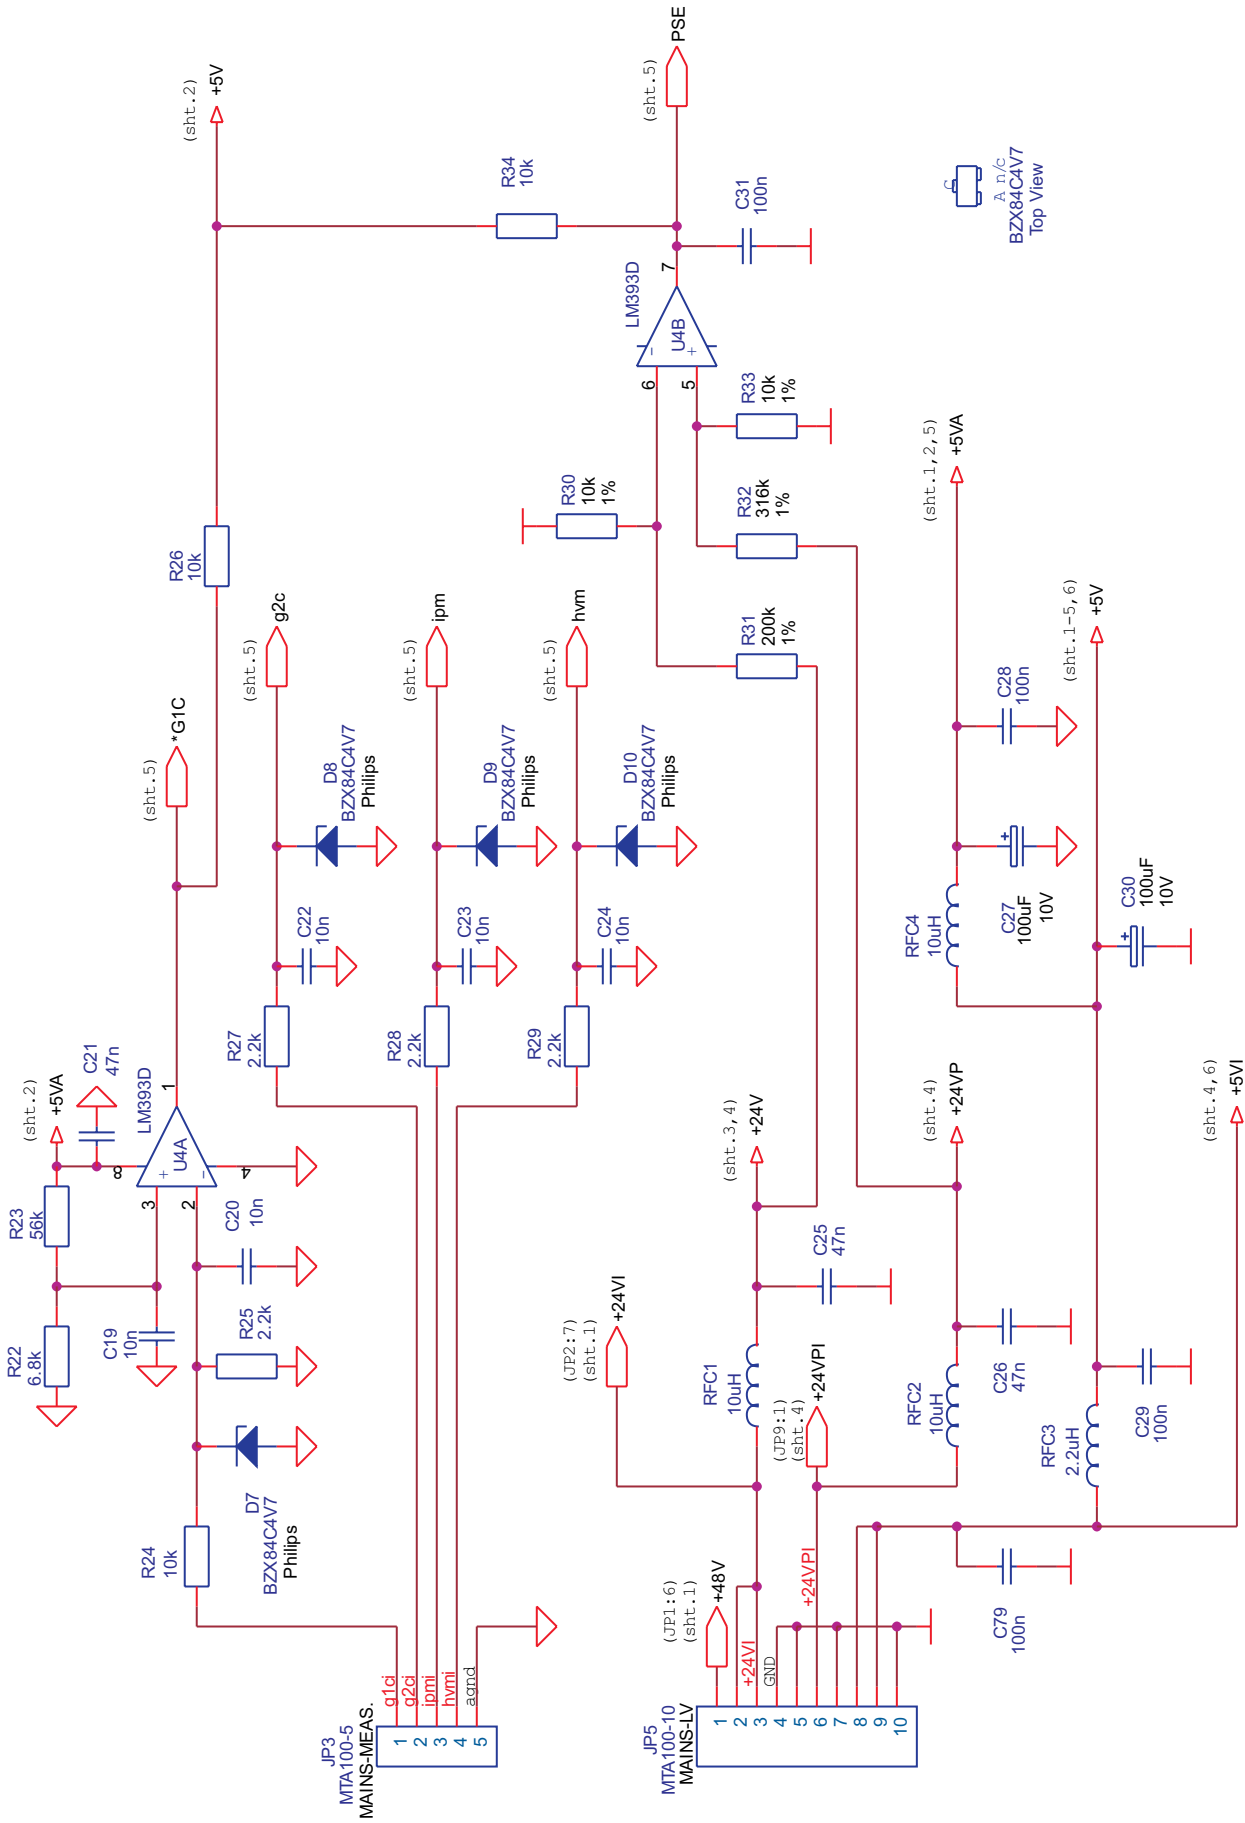 JP3
MTA100-5
MAINS-MEAS.
1
2
3
4
5
g1ci
g2ci
ipmi
hvmi
agnd
R24
10k
D7
BZX84C4V7
Philips
R22
6.8k
C19
10n
R25
2.2k
C20
10n
R23
56k
(sht.2)
+5VA
C21
47n
LM393D
U4A
+
-
3
2
8
4
1
(sht.5)
*G1C
R26
10k
(sht.2)
+5V
R27
2.2k
C22
10n
D8
BZX84C4V7
Philips
(sht.5)
g2c
R28
2.2k
C23
10n
D9
BZX84C4V7
Philips
(sht.5)
ipm
R29
2.2k
C24
10n
D10
BZX84C4V7
Philips
(sht.5)
hvm
R30
10k
1%
R31
200k
1%
R32
316k
1%
R33
10k
1%
LM393D
U4B
-
+
6
5
7
R34
10k
C31
100n
(sht.5)
PSE
C
A n/c
BZX84C4V7
Top View
JP5
MTA100-10
MAINS-LV
1
2
3
4
5
6
7
8
9
10
(JP1:6)
(sht.1)
+48V
+24VI
GND
+24VPI
(JP2:7)
(sht.1)
+24VI
RFC1
10uH
C25
47n
(sht.3,4)
+24V
(JP9:1)
(sht.4)
+24VPI
RFC2
10uH
C26
47n
(sht.4)
+24VP
C79
100n
RFC3
2.2uH
C29
100n
RFC4
10uH
C27
100uF
10V
+
C28
100n
(sht.1,2,5)
+5VA
C30
100uF
10V
+
(sht.1-5,6)
+5V
(sht.4,6)
+5VI